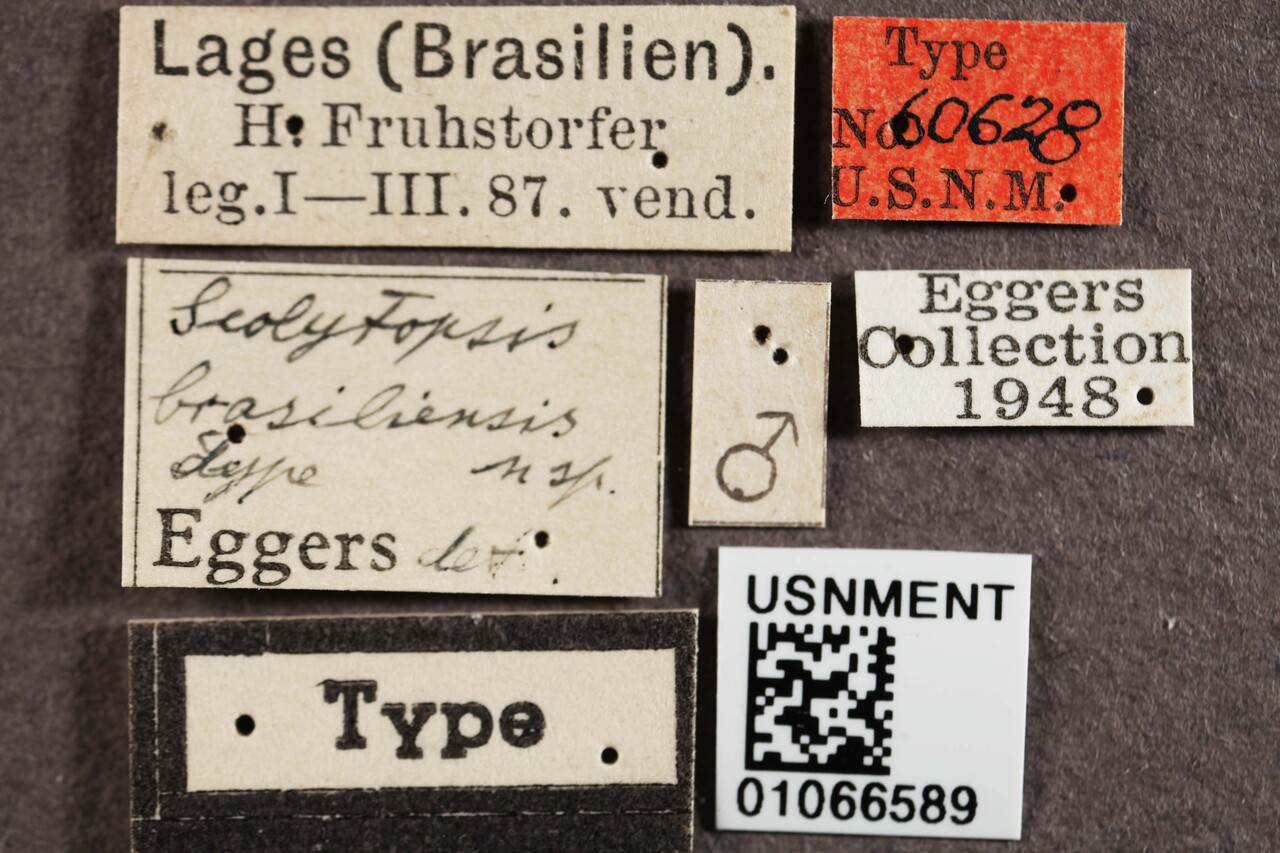 Lages (Brasilien).
H. Fruhstorfer
leg. I—III. 87. vend.
Type
No 60628
U.S.N.M.
Scolytopsis
brasiliensis
Type n sp.
Eggers det.
♂
Eggers
Collection
1948
Type
USNMENT
01066589